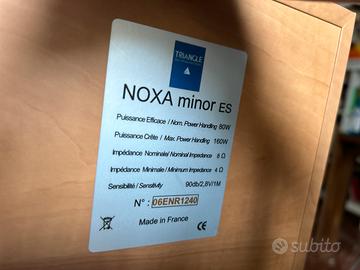 TRIANGLE
NOXA minor ES
Puissance Efficace / Nom. Power Handling 80W
Puissance Crête / Max. Power Handling 160W
Impédance Nominale/ Nominal Impedance 8 Ω
Impédance Minimale / Minimum Impedance 4 Ω
Sensibilité / Sensitivity 90db/2,8V/1M
N° : 06ENR1240
Made in France
CE
subito